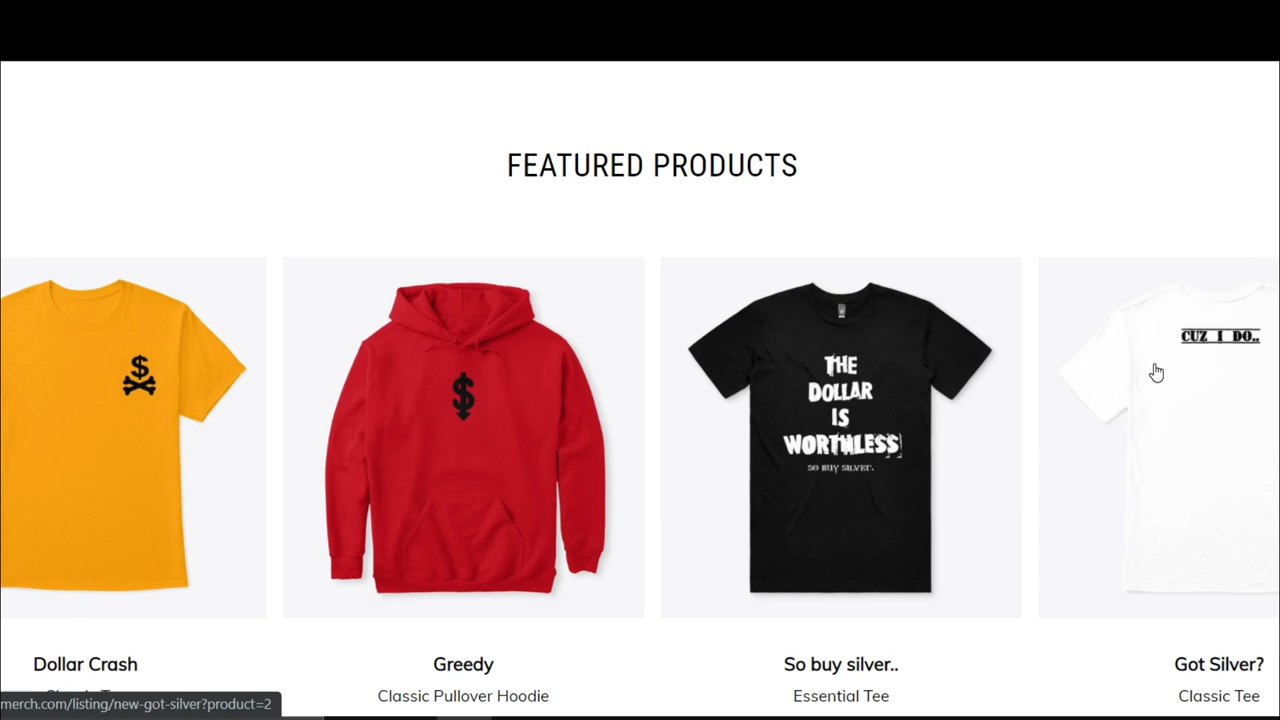 FEATURED PRODUCTS
$
$
THE
DOLLAR
IS
WORTHLESS
SO BUY SILVER.
CUZ I DO..
Dollar Crash
Greedy
So buy silver..
Got Silver?
Classic Pullover Hoodie
Essential Tee
Classic Tee
merch.com/listing/new-got-silver?product=2